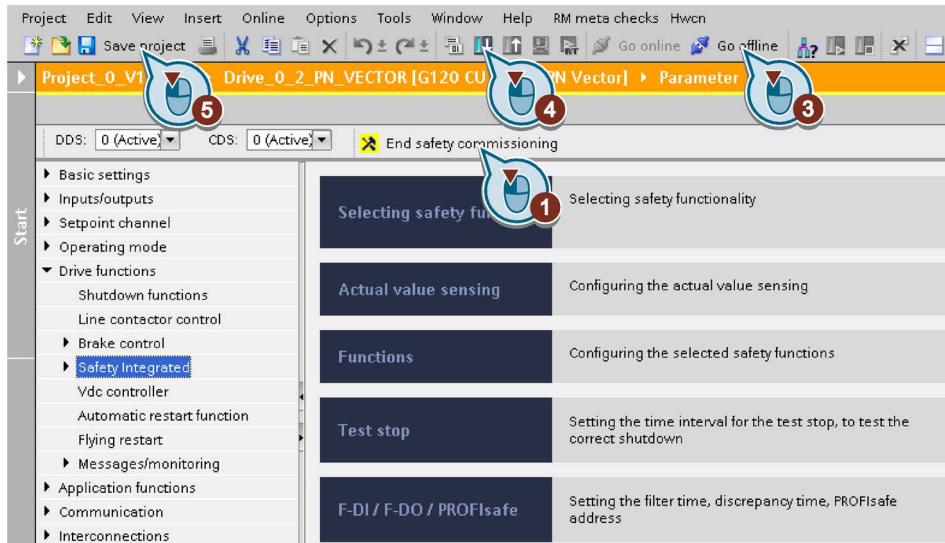 Project Edit View Insert Online Options Tools Window Help RM meta checks Hwcn
Save project Go online Go offline
Project_0_V1 Drive_0_2_PN_VECTOR [G120 CU PN Vector] Parameter
5 4 3
DDS: 0 (Active) CDS: 0 (Active) End safety commissioning
1
Start
Basic settings
Inputs/outputs
Setpoint channel
Operating mode
Drive functions
Shutdown functions
Line contactor control
Brake control
Safety Integrated
Vdc controller
Automatic restart function
Flying restart
Messages/monitoring
Application functions
Communication
Interconnections
Selecting safety Selecting safety functionality
Actual value sensing Configuring the actual value sensing
Functions Configuring the selected safety functions
Test stop Setting the time interval for the test stop, to test the
correct shutdown
F-DI / F-DO / PROFIsafe Setting the filter time, discrepancy time, PROFIsafe
address